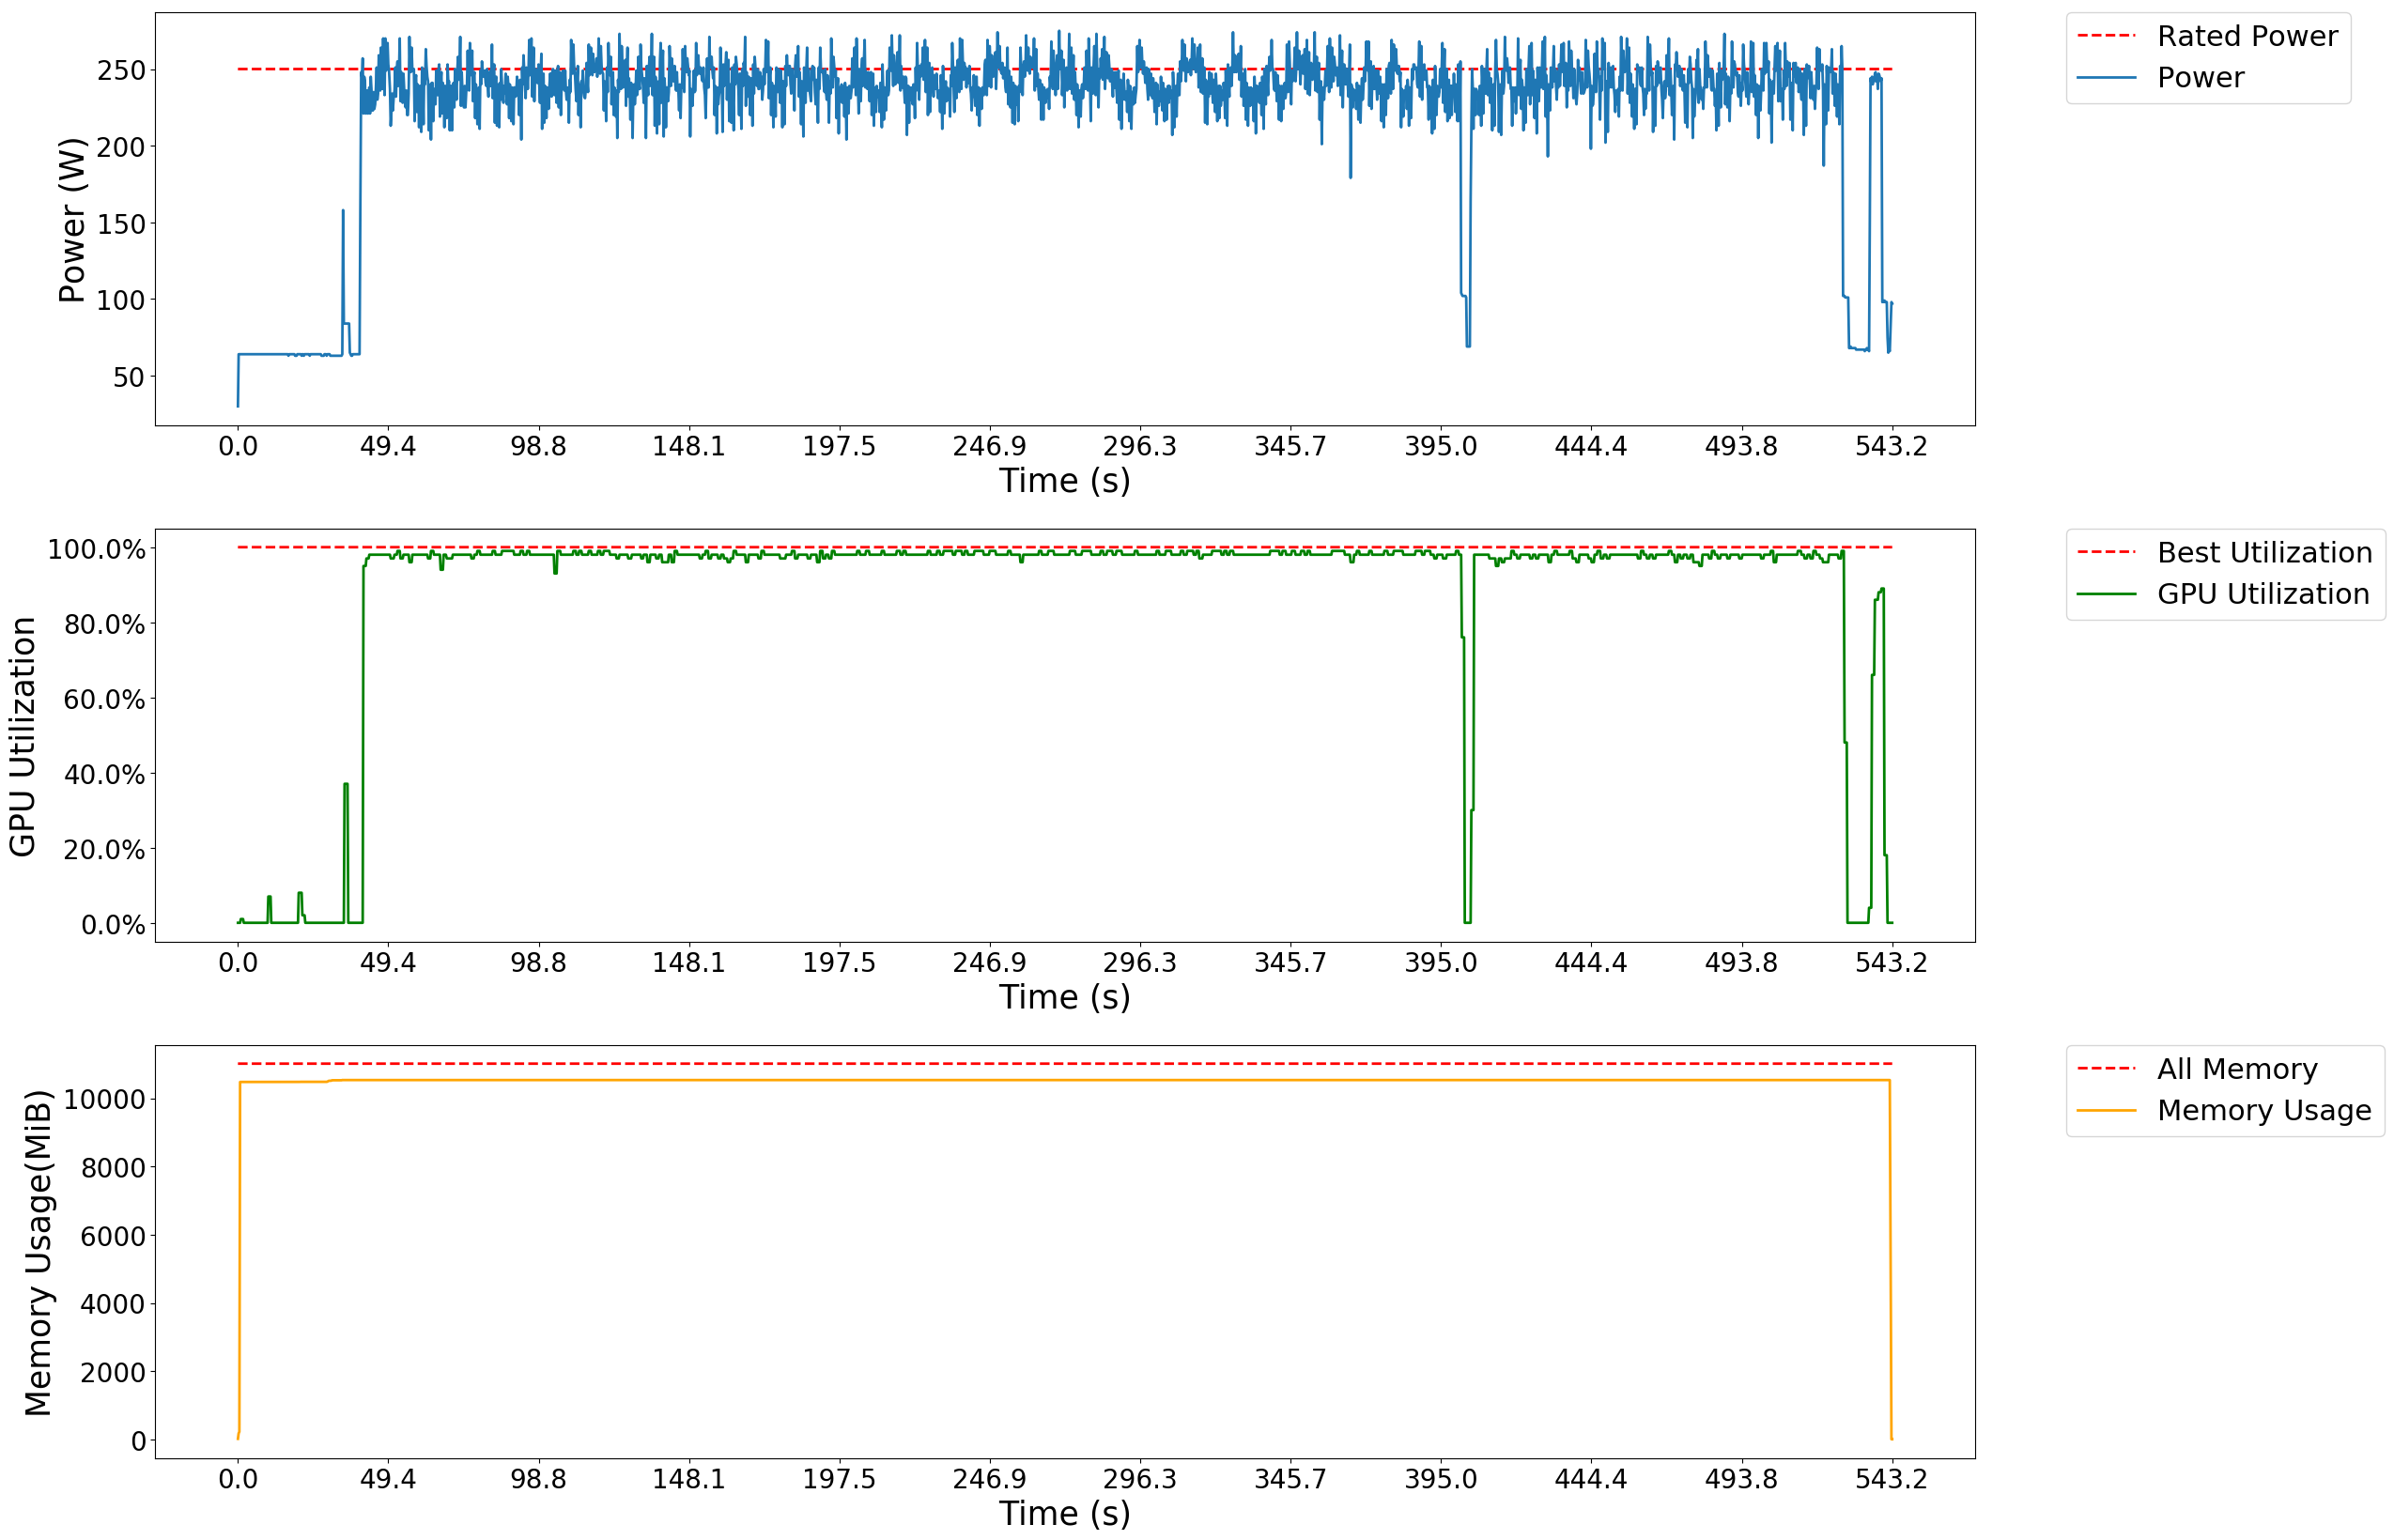 Rated Power
Power
Power (W)
250
200
150
100
50
0.0 49.4 98.8 148.1 197.5 246.9 296.3 345.7 395.0 444.4 493.8 543.2
Time (s)
Best Utilization
GPU Utilization
GPU Utilization
100.0%
80.0%
60.0%
40.0%
20.0%
0.0%
0.0 49.4 98.8 148.1 197.5 246.9 296.3 345.7 395.0 444.4 493.8 543.2
Time (s)
All Memory
Memory Usage
Memory Usage(MiB)
10000
8000
6000
4000
2000
0
0.0 49.4 98.8 148.1 197.5 246.9 296.3 345.7 395.0 444.4 493.8 543.2
Time (s)